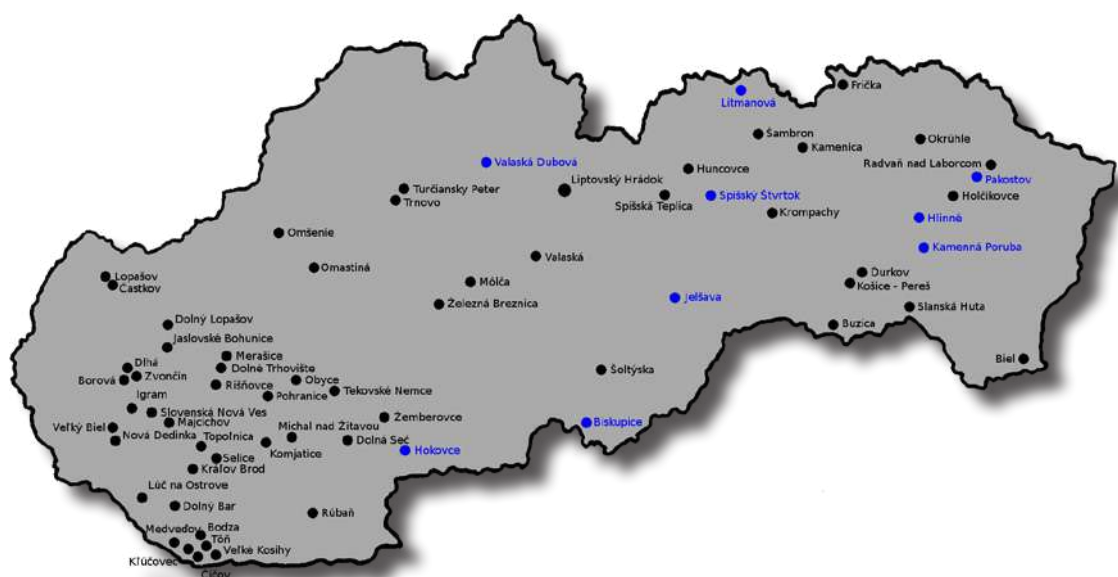 Frička
Litmanová
Šambron
Okrúhle
Kamenica
Valaská Dubová
Huncovce
Radvaň nad Laborcom
Pakostov
Turčiansky Peter
Liptovský Hrádok
Spišský Štvrtok
Holčíkovce
Trnovo
Spišská Teplica
Krompachy
Hlinné
Omšenie
Kamenná Poruba
Valaská
Omastiná
Durkov
Lopašov
Častkov
Môlča
Košice - Pereš
Železná Breznica
Jelšava
Slanská Huta
Dolný Lopašov
Buzica
Jaslovské Bohunice
Merašice
Biel
Dlhá
Dolné Trhovište
Šoltýska
Borová
Zvončín
Rišňovce
Obyce
Tekovské Nemce
Igram
Pohranice
Slovenská Nová Ves
Žemberovce
Majcichov
Michal nad Žitavou
Biskupice
Veľký Biel
Nová Dedinka
Topoľnica
Komjatice
Dolná Seč
Hokovce
Selice
Kráľov Brod
Lúč na Ostrove
Dolný Bar
Rúbaň
Medveďov
Bodza
Tôň
Veľké Kosihy
Kľúčovec
Čičov